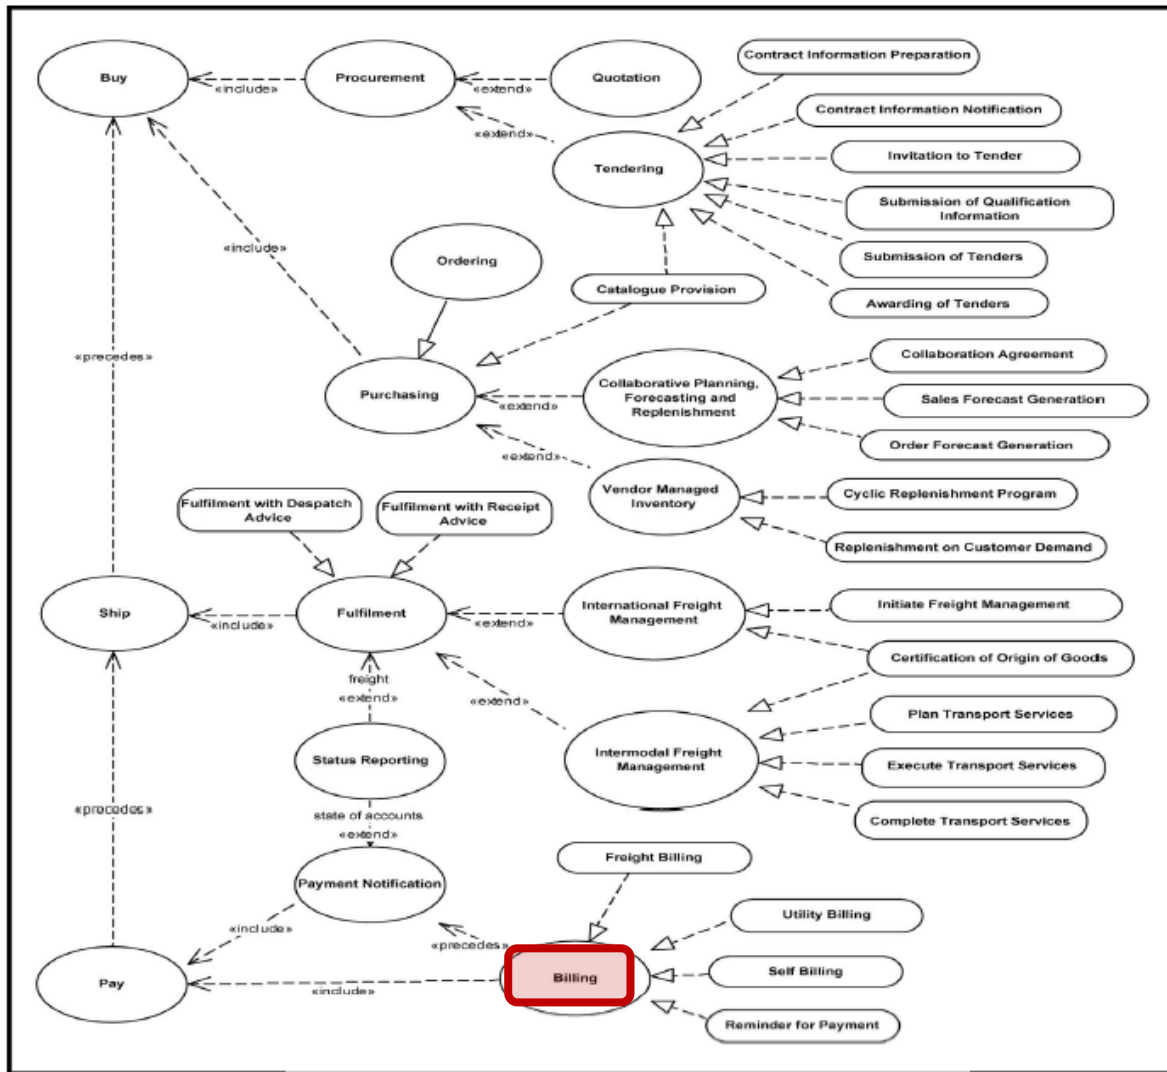 Contract Information Preparation
Buy
Procurement
Quotation
«include»
«extend»
Contract Information Notification
«extend»
Invitation to Tender
Tendering
Submission of Qualification
Information
«include»
Ordering
Submission of Tenders
Catalogue Provision
Awarding of Tenders
«precedes»
Collaboration Agreement
Purchasing
Collaborative Planning,
Forecasting and
Replenishment
«extend»
Sales Forecast Generation
Order Forecast Generation
«extend»
Vendor Managed
Inventory
Cyclic Replenishment Program
Fulfilment with Despatch
Advice
Fulfilment with Receipt
Advice
Replenishment on Customer Demand
Ship
Fulfilment
International Freight
Management
Initiate Freight Management
«include»
«extend»
Certification of Origin of Goods
freight
«extend»
«extend»
Plan Transport Services
Status Reporting
Intermodal Freight
Management
Execute Transport Services
«precedes»
state of accounts
«extend»
Complete Transport Services
Freight Billing
Payment Notification
Utility Billing
«include»
«precedes»
Pay
Billing
Self Billing
«include»
Reminder for Payment